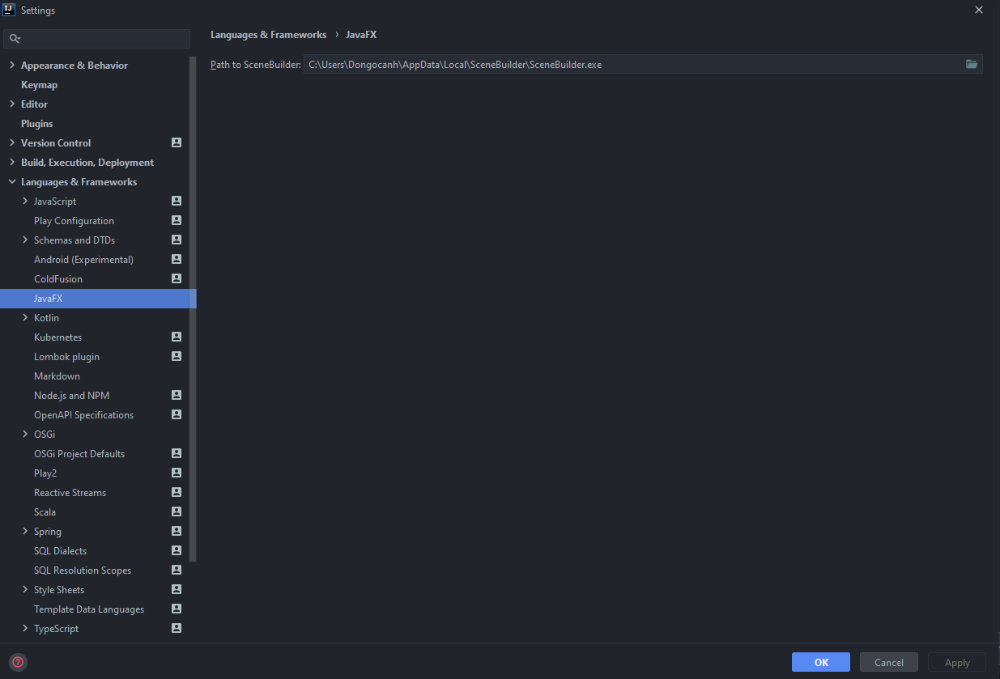 IJ
Settings
Languages & Frameworks › JavaFX
Path to SceneBuilder: C:\Users\Dongocanh\AppData\Local\SceneBuilder\SceneBuilder.exe
Appearance & Behavior
Keymap
Editor
Plugins
Version Control
Build, Execution, Deployment
Languages & Frameworks
JavaScript
Play Configuration
Schemas and DTDs
Android (Experimental)
ColdFusion
JavaFX
Kotlin
Kubernetes
Lombok plugin
Markdown
Node.js and NPM
OpenAPI Specifications
OSGi
OSGi Project Defaults
Play2
Reactive Streams
Scala
Spring
SQL Dialects
SQL Resolution Scopes
Style Sheets
Template Data Languages
TypeScript
?
OK
Cancel
Apply